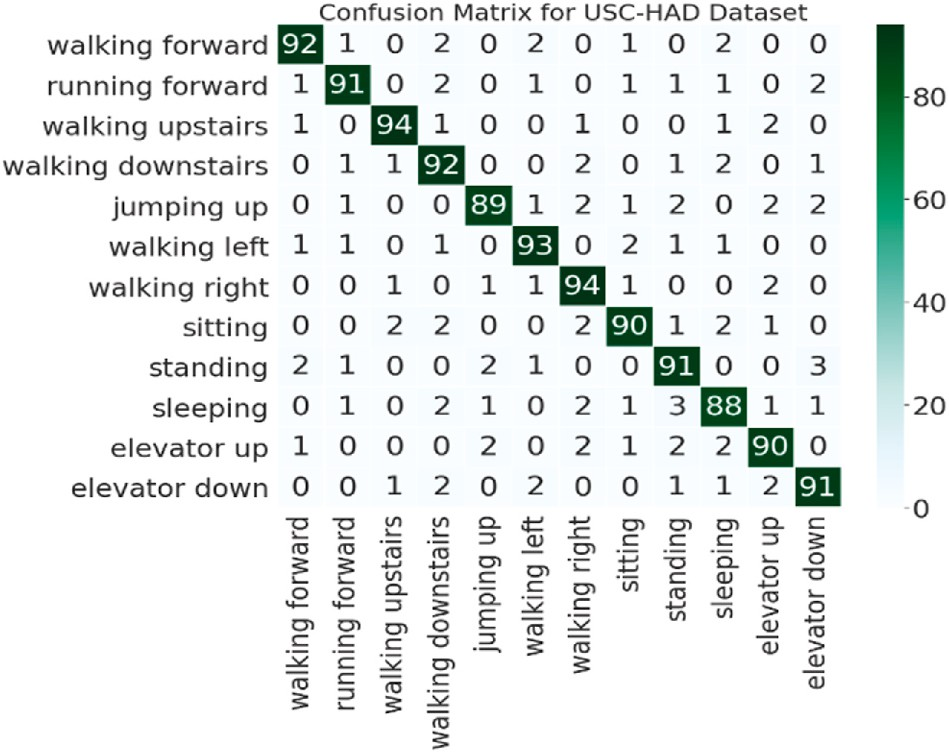 Confusion Matrix for USC-HAD Dataset
walking forward 92 1 0 2 0 2 0 1 0 2 0 0
running forward 1 91 0 2 0 1 0 1 1 1 0 2
walking upstairs 1 0 94 1 0 0 1 0 0 1 2 0
walking downstairs 0 1 1 92 0 0 2 0 1 2 0 1
jumping up 0 1 0 0 89 1 2 1 2 0 2 2
walking left 1 1 0 1 0 93 0 2 1 1 0 0
walking right 0 0 1 0 1 1 94 1 0 0 2 0
sitting 0 0 2 2 0 0 2 90 1 2 1 0
standing 2 1 0 0 2 1 0 0 91 0 0 3
sleeping 0 1 0 2 1 0 2 1 3 88 1 1
elevator up 1 0 0 0 2 0 2 1 2 2 90 0
elevator down 0 0 1 2 0 2 0 0 1 1 2 91
walking forward
running forward
walking upstairs
walking downstairs
jumping up
walking left
walking right
sitting
standing
sleeping
elevator up
elevator down
80
60
40
20
0